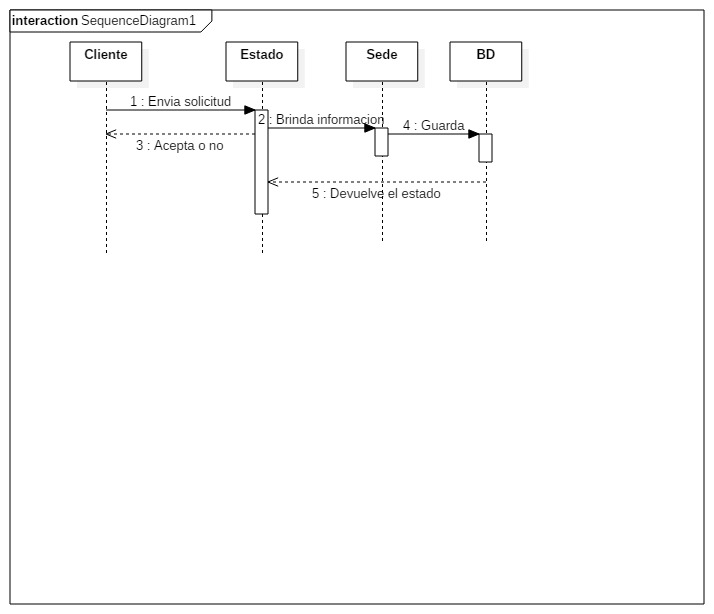 interaction SequenceDiagram1
Cliente
Estado
Sede
BD
1 : Envia solicitud
2 : Brinda informacion
4 : Guarda
3 : Acepta o no
5 : Devuelve el estado